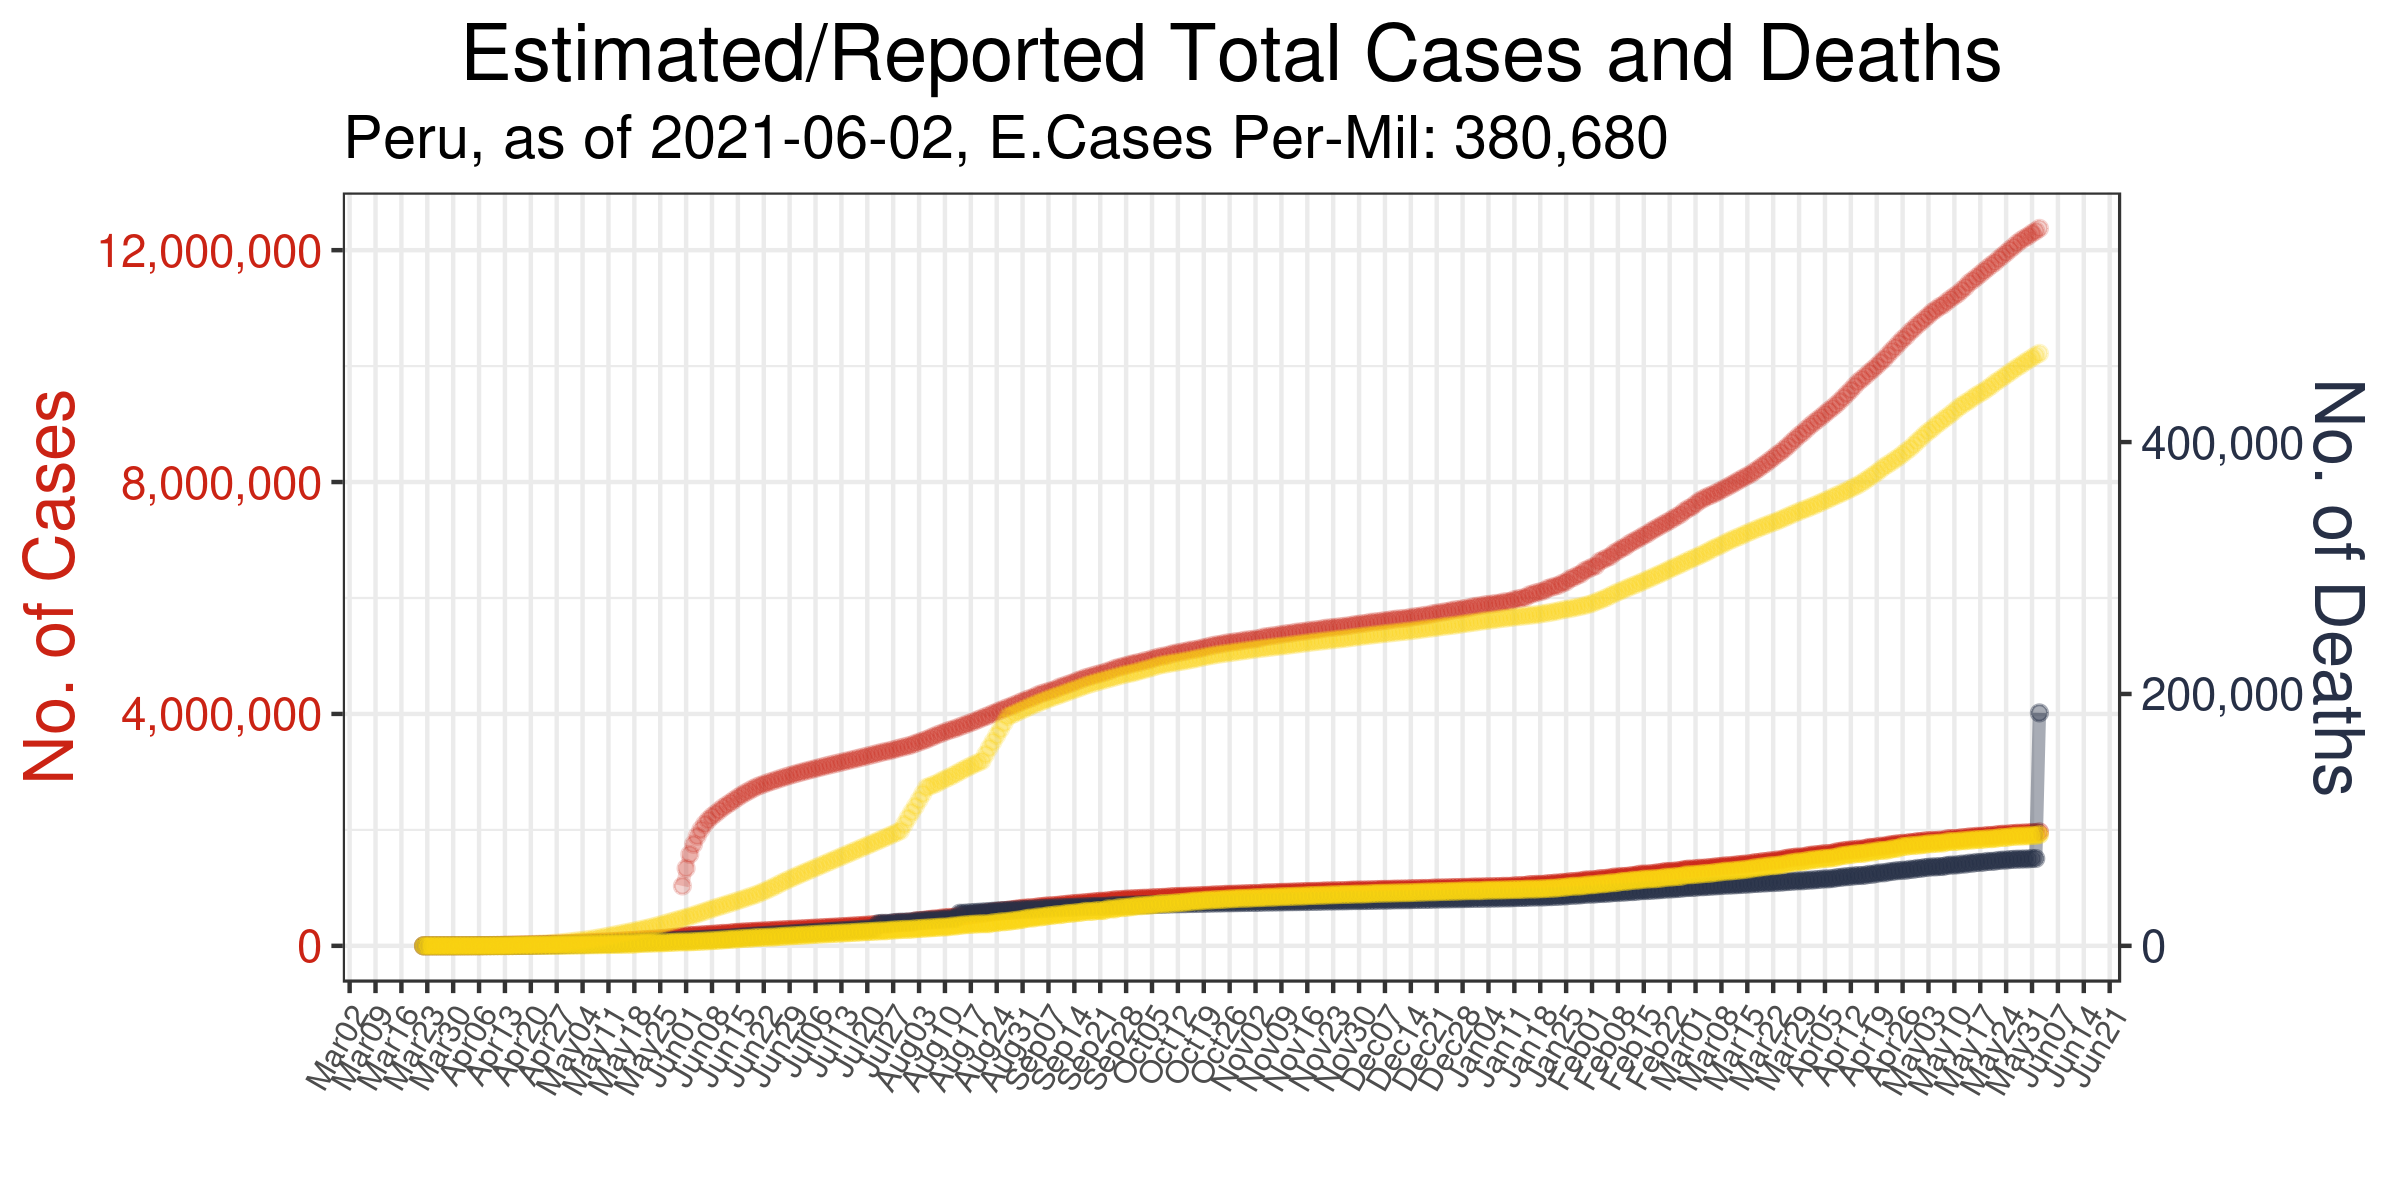 Estimated/Reported Total Cases and Deaths
Peru, as of 2021-06-02, E.Cases Per-Mil: 380,680
No. of Cases
12,000,000
8,000,000
4,000,000
0
No. of Deaths
400,000
200,000
0
Mar02
Mar09
Mar16
Mar23
Mar30
Apr06
Apr13
Apr20
Apr27
May04
May11
May18
May25
Jun01
Jun08
Jun15
Jun22
Jun29
Jul06
Jul13
Jul20
Jul27
Aug03
Aug10
Aug17
Aug24
Aug31
Sep07
Sep14
Sep21
Sep28
Oct05
Oct12
Oct19
Oct26
Nov02
Nov09
Nov16
Nov23
Nov30
Dec07
Dec14
Dec21
Dec28
Jan04
Jan11
Jan18
Jan25
Feb01
Feb08
Feb15
Feb22
Mar01
Mar08
Mar15
Mar22
Mar29
Apr05
Apr12
Apr19
Apr26
May03
May10
May17
May24
May31
Jun07
Jun14
Jun21